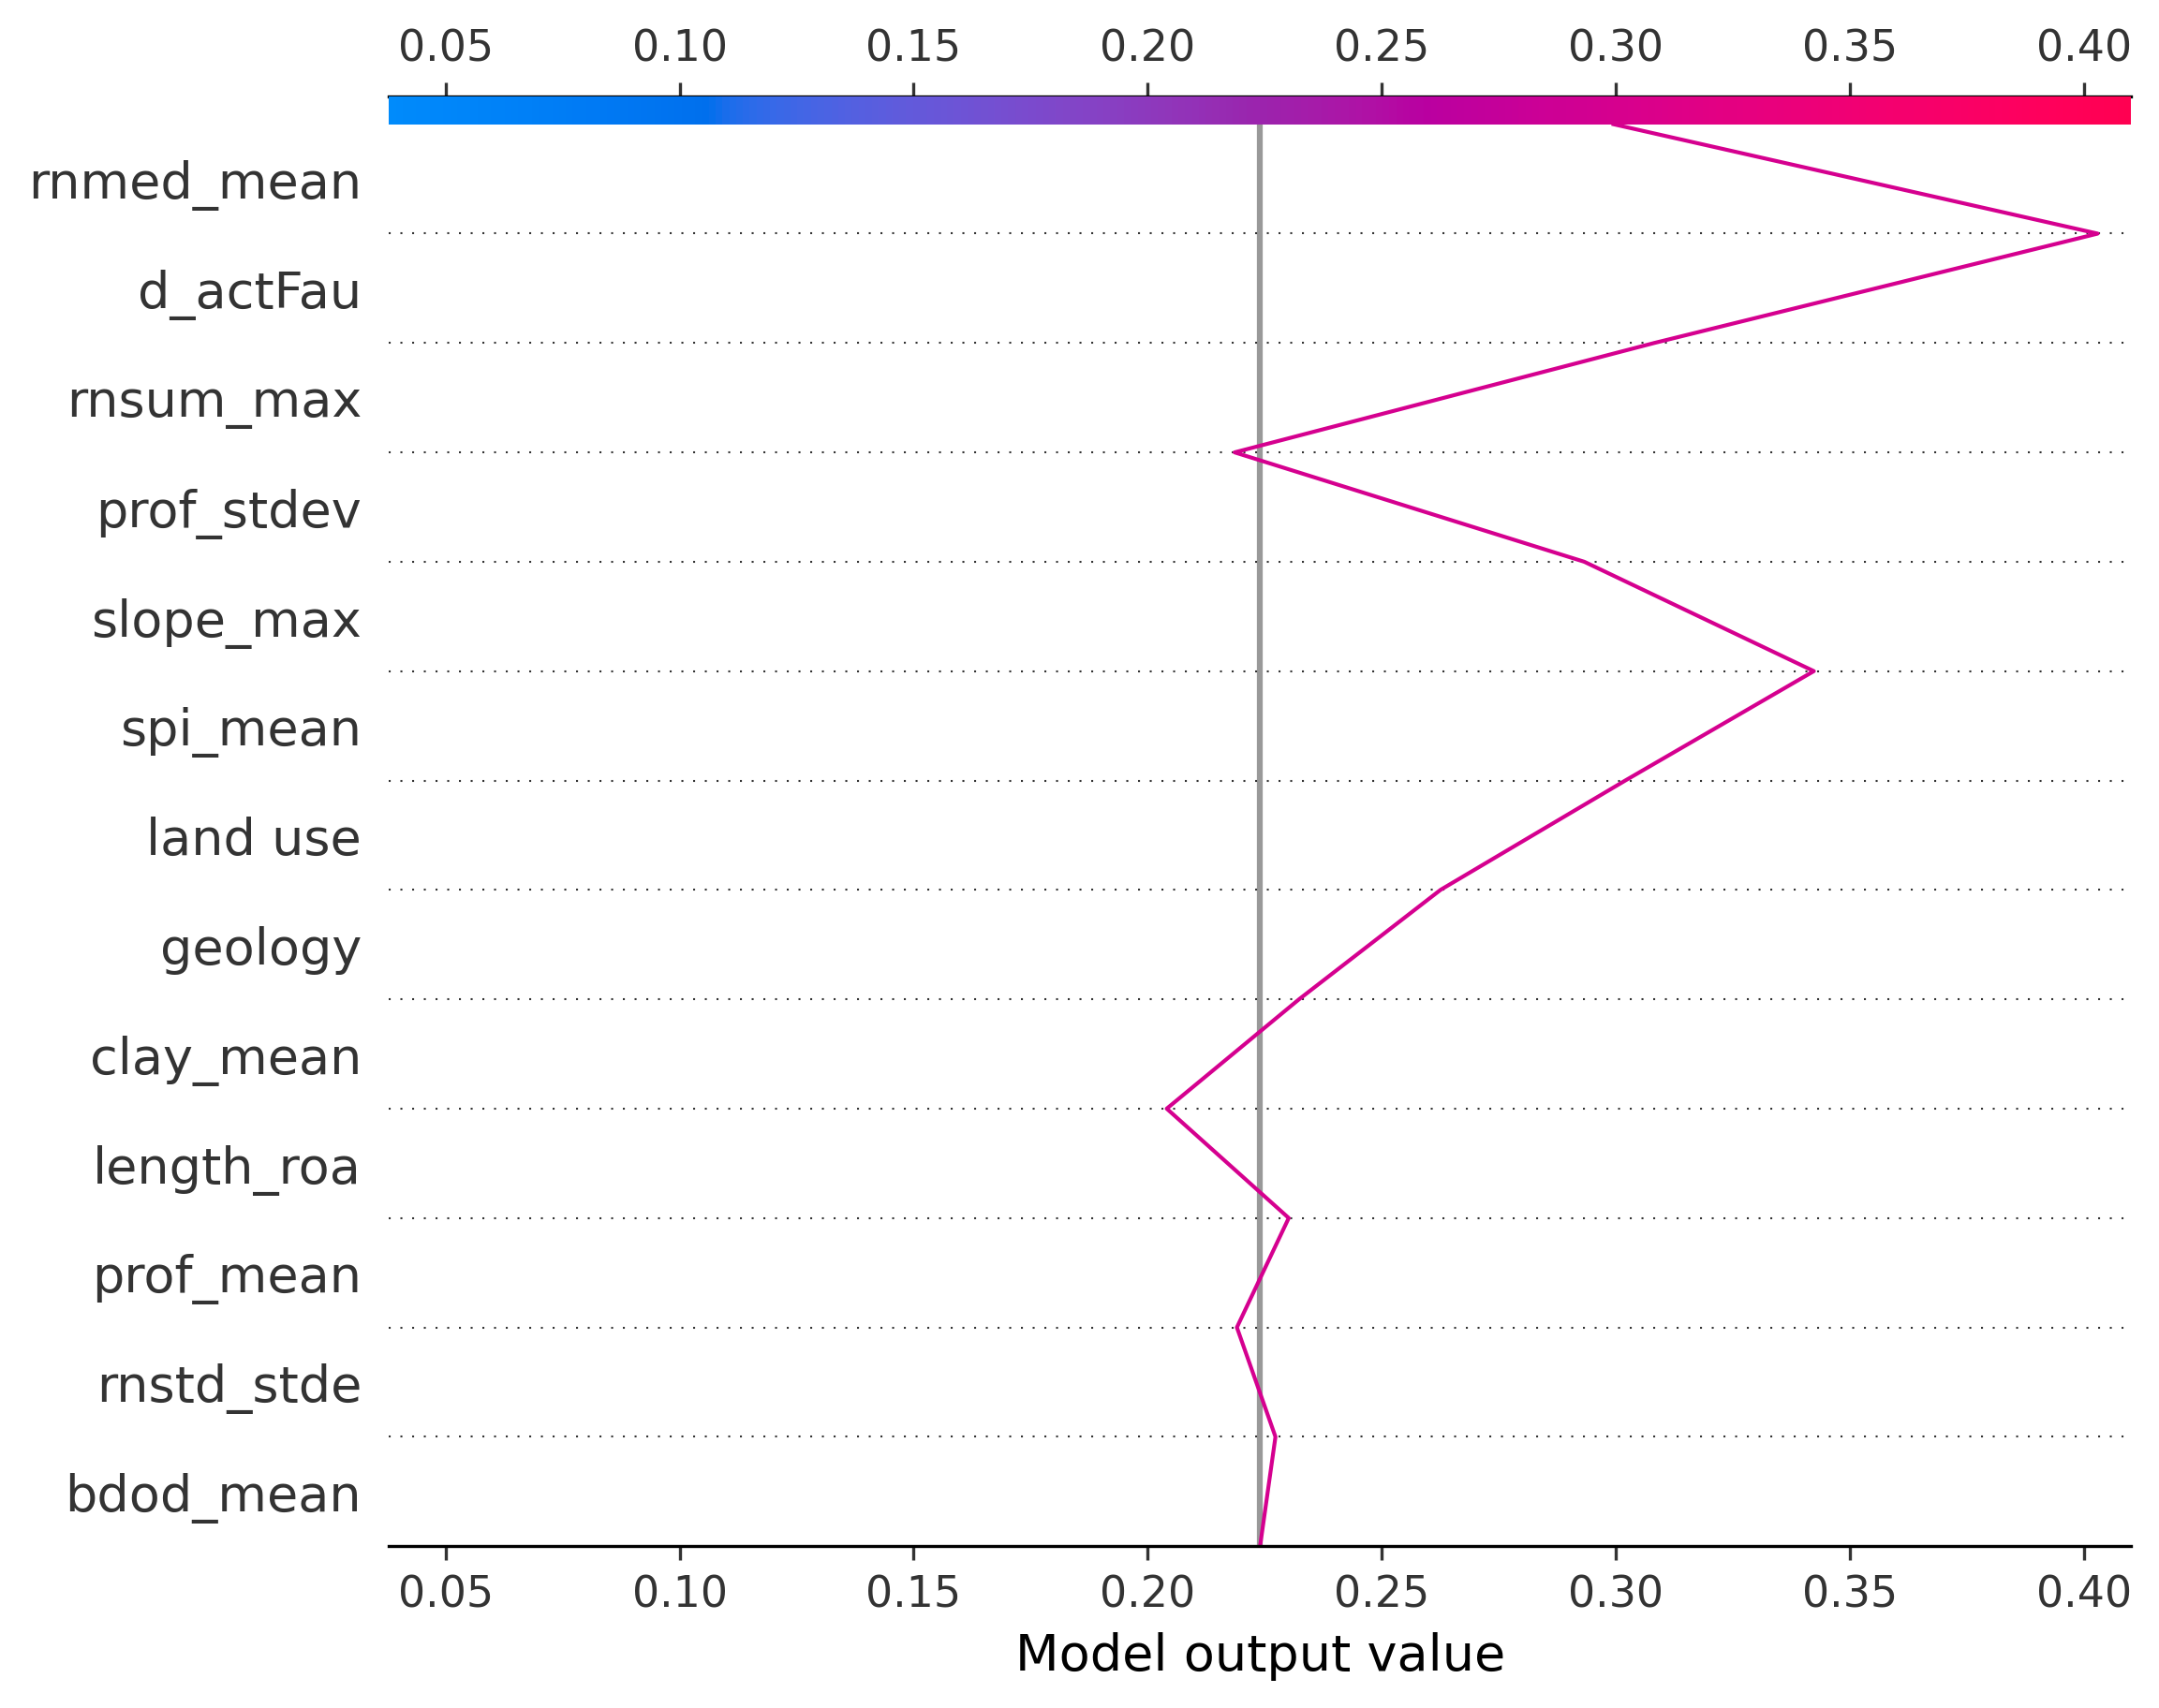 0.05 0.10 0.15 0.20 0.25 0.30 0.35 0.40
rnmed_mean
d_actFau
rnsum_max
prof_stdev
slope_max
spi_mean
land use
geology
clay_mean
length_roa
prof_mean
rnstd_stde
bdod_mean
0.05 0.10 0.15 0.20 0.25 0.30 0.35 0.40
Model output value